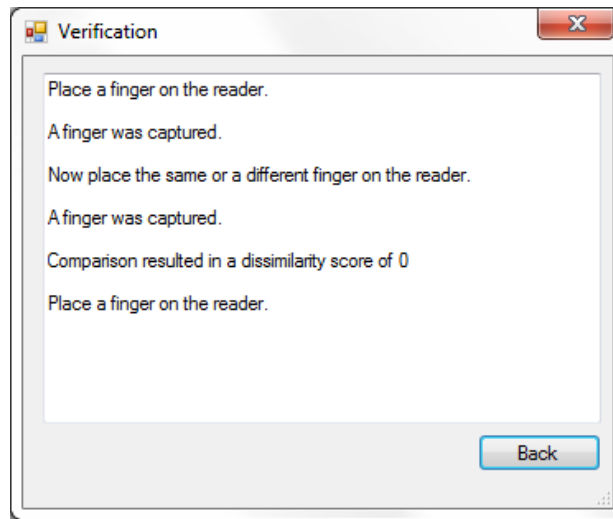 Verification
Place a finger on the reader.
A finger was captured.
Now place the same or a different finger on the reader.
A finger was captured.
Comparison resulted in a dissimilarity score of 0
Place a finger on the reader.
Back